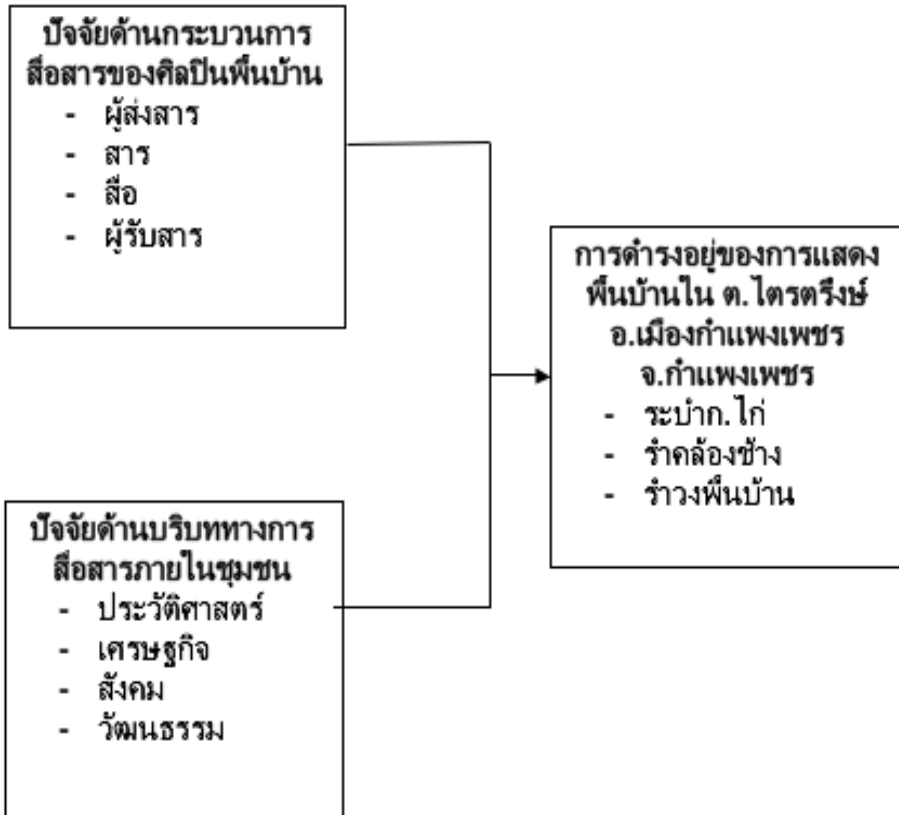 ปัจจัยด้านกระบวนการ
สื่อสารของศิลปินพื้นบ้าน
- ผู้ส่งสาร
- สาร
- สื่อ
- ผู้รับสาร
ปัจจัยด้านบริบททางการ
สื่อสารภายในชุมชน
- ประวัติศาสตร์
- เศรษฐกิจ
- สังคม
- วัฒนธรรม
การดำรงอยู่ของการแสดง
พื้นบ้านใน ต.ไตรตรึงษ์
อ.เมืองกำแพงเพชร
จ.กำแพงเพชร
- ระบำก.ไก่
- รำคล้องช้าง
- รำวงพื้นบ้าน